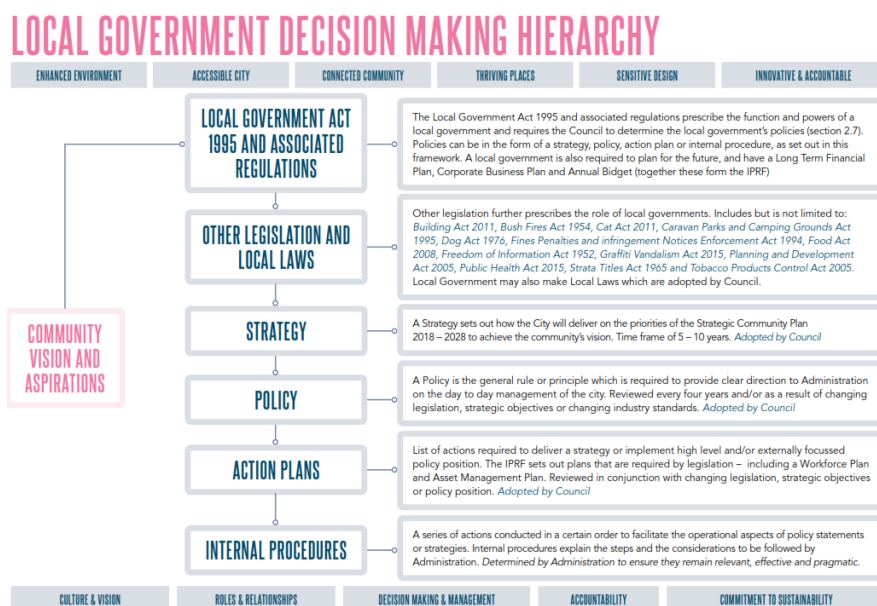 LOCAL GOVERNMENT DECISION MAKING HIERARCHY
ENHANCED ENVIRONMENT
ACCESSIBLE CITY
CONNECTED COMMUNITY
THRIVING PLACES
SENSITIVE DESIGN
INNOVATIVE & ACCOUNTABLE
COMMUNITY
VISION AND
ASPIRATIONS
LOCAL GOVERNMENT ACT
1995 AND ASSOCIATED
REGULATIONS
The Local Government Act 1995 and associated regulations prescribe the function and powers of a
local government and requires the Council to determine the local government's policies (section 2.7).
Policies can be in the form of a strategy, policy, action plan or internal procedure, as set out in this
framework. A local government is also required to plan for the future, and have a Long Term Financial
Plan, Corporate Business Plan and Annual Budget (together these form the IPRF)
OTHER LEGISLATION AND
LOCAL LAWS
Other legislation further prescribes the role of local governments. Includes but is not limited to:
Building Act 2011, Bush Fires Act 1954, Cat Act 2011, Caravan Parks and Camping Grounds Act
1995, Dog Act 1976, Fines Penalties and infringement Notices Enforcement Act 1994, Food Act
2008, Freedom of Information Act 1952, Graffiti Vandalism Act 2015, Planning and Development
Act 2005, Public Health Act 2015, Strata Titles Act 1965 and Tobacco Products Control Act 2005.
Local Government may also make Local Laws which are adopted by Council.
STRATEGY
A Strategy sets out how the City will deliver on the priorities of the Strategic Community Plan
2018 – 2028 to achieve the community's vision. Time frame of 5 – 10 years. Adopted by Council
POLICY
A Policy is the general rule or principle which is required to provide clear direction to Administration
on the day to day management of the city. Reviewed every four years and/or as a result of changing
legislation, strategic objectives or changing industry standards. Adopted by Council
ACTION PLANS
List of actions required to deliver a strategy or implement high level and/or externally focussed
policy position. The IPRF sets out plans that are required by legislation – including a Workforce Plan
and Asset Management Plan. Reviewed in conjunction with changing legislation, strategic objectives
or policy position. Adopted by Council
INTERNAL PROCEDURES
A series of actions conducted in a certain order to facilitate the operational aspects of policy statements
or strategies. Internal procedures explain the steps and the considerations to be followed by
Administration. Determined by Administration to ensure they remain relevant, effective and pragmatic.
CULTURE & VISION
ROLES & RELATIONSHIPS
DECISION MAKING & MANAGEMENT
ACCOUNTABILITY
COMMITMENT TO SUSTAINABILITY